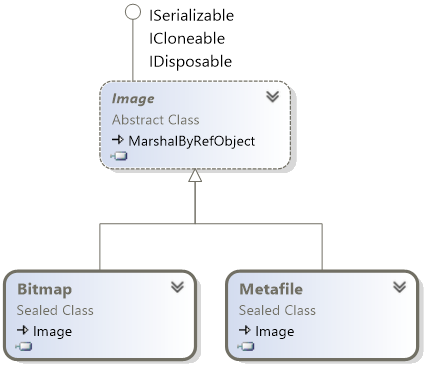 ISerializable
ICloneable
IDisposable
Image
Abstract Class
MarshalByRefObject
Bitmap
Sealed Class
Image
Metafile
Sealed Class
Image